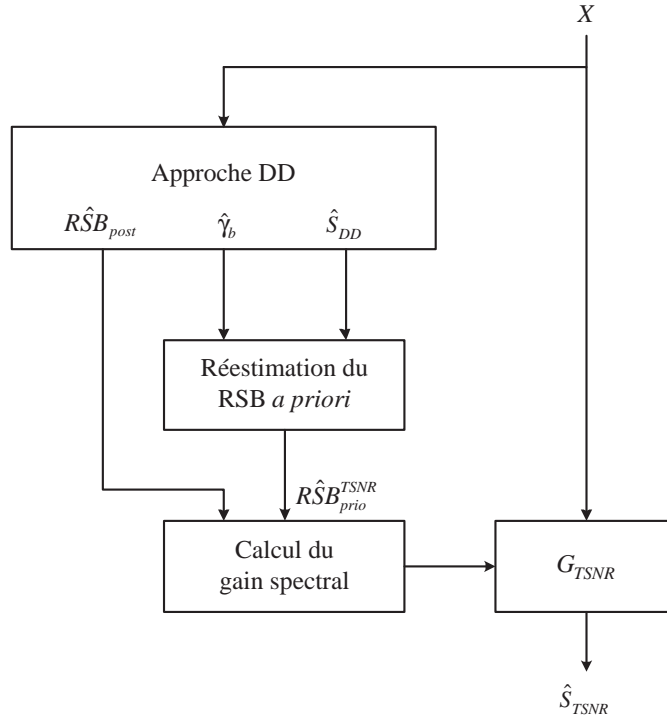 X
Approche DD
RŜB_post γ̂_b Ŝ_DD
Réestimation du
RSB a priori
RŜB_prio^TSNR
Calcul du
gain spectral
G_TSNR
Ŝ_TSNR